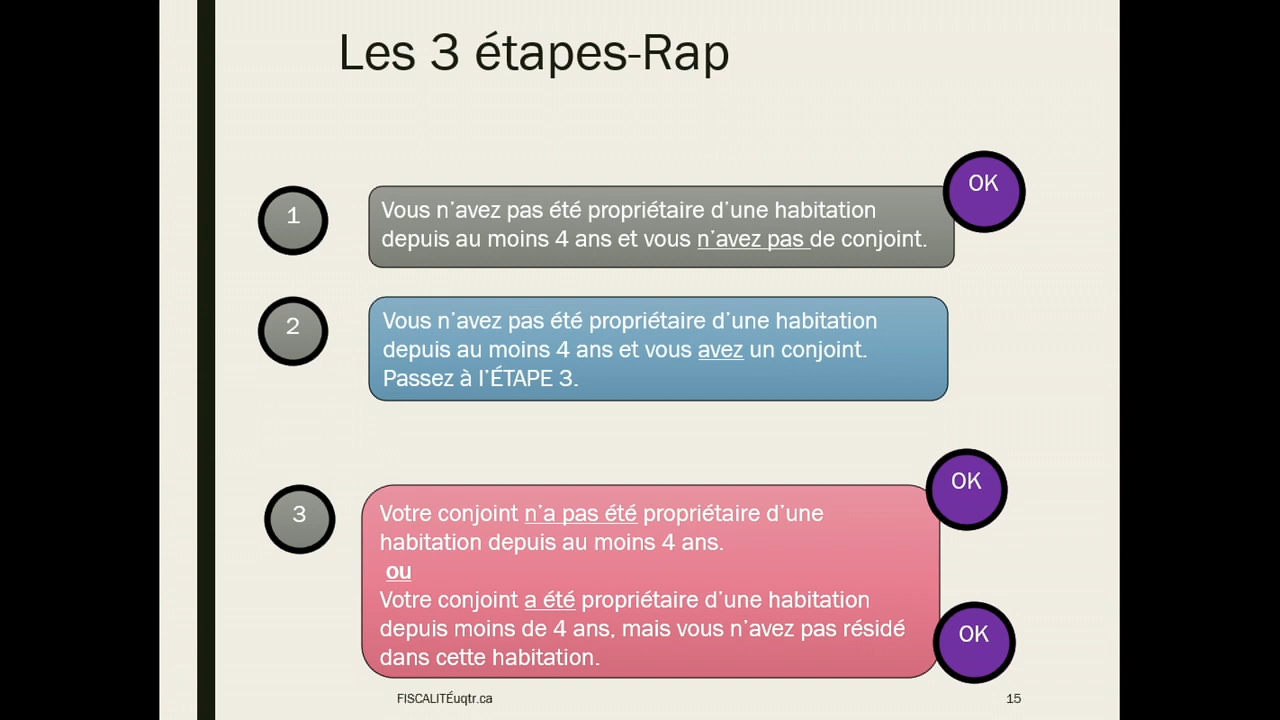 Les 3 étapes-Rap
OK
1
Vous n’avez pas été propriétaire d’une habitation
depuis au moins 4 ans et vous n’avez pas de conjoint.
2
Vous n’avez pas été propriétaire d’une habitation
depuis au moins 4 ans et vous avez un conjoint.
Passez à l’ÉTAPE 3.
OK
3
Votre conjoint n’a pas été propriétaire d’une
habitation depuis au moins 4 ans.
ou
Votre conjoint a été propriétaire d’une habitation
depuis moins de 4 ans, mais vous n’avez pas résidé
dans cette habitation.
OK
FISCALITÉuqtr.ca
15